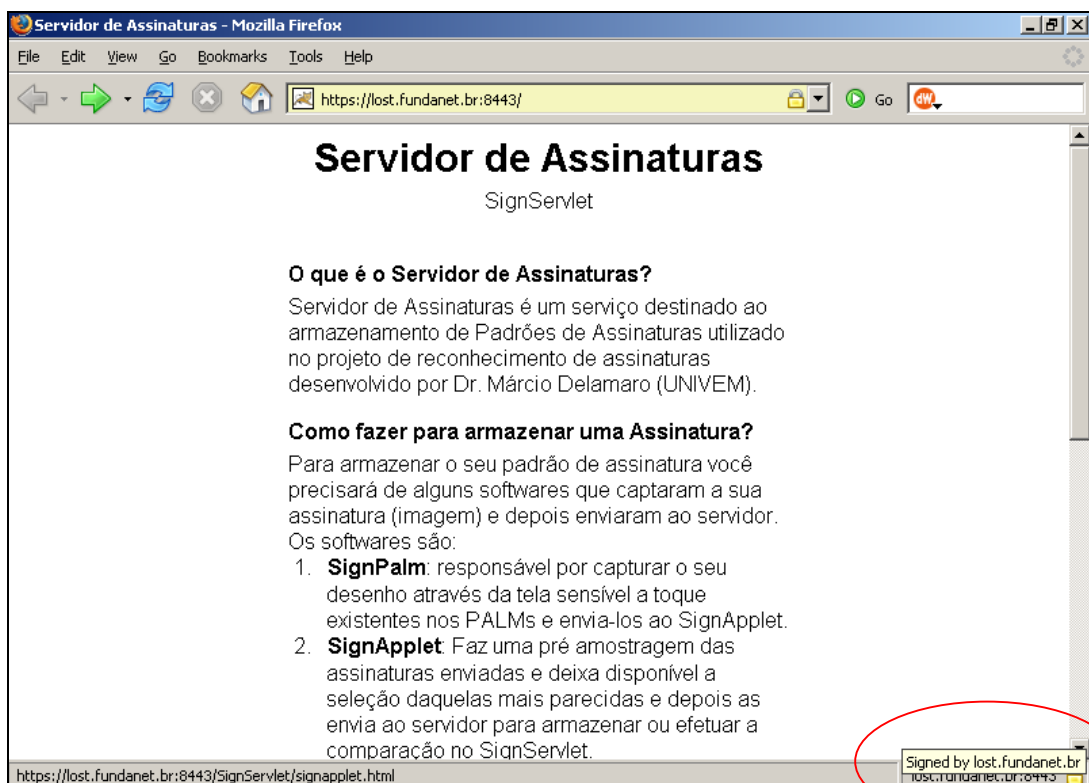 Servidor de Assinaturas - Mozilla Firefox
File Edit View Go Bookmarks Tools Help
https://lost.fundanet.br:8443/ Go dW
Servidor de Assinaturas
SignServlet
O que é o Servidor de Assinaturas?
Servidor de Assinaturas é um serviço destinado ao
armazenamento de Padrões de Assinaturas utilizado
no projeto de reconhecimento de assinaturas
desenvolvido por Dr. Márcio Delamaro (UNIVEM).
Como fazer para armazenar uma Assinatura?
Para armazenar o seu padrão de assinatura você
precisará de alguns softwares que captaram a sua
assinatura (imagem) e depois enviaram ao servidor.
Os softwares são:
1. SignPalm: responsável por capturar o seu
desenho através da tela sensível a toque
existentes nos PALMs e envia-los ao SignApplet.
2. SignApplet: Faz uma pré amostragem das
assinaturas enviadas e deixa disponível a
seleção daquelas mais parecidas e depois as
envia ao servidor para armazenar ou efetuar a
comparação no SignServlet.
Signed by lost.fundanet.br
https://lost.fundanet.br:8443/SignServlet/signapplet.html lost.fundanet.br:8443